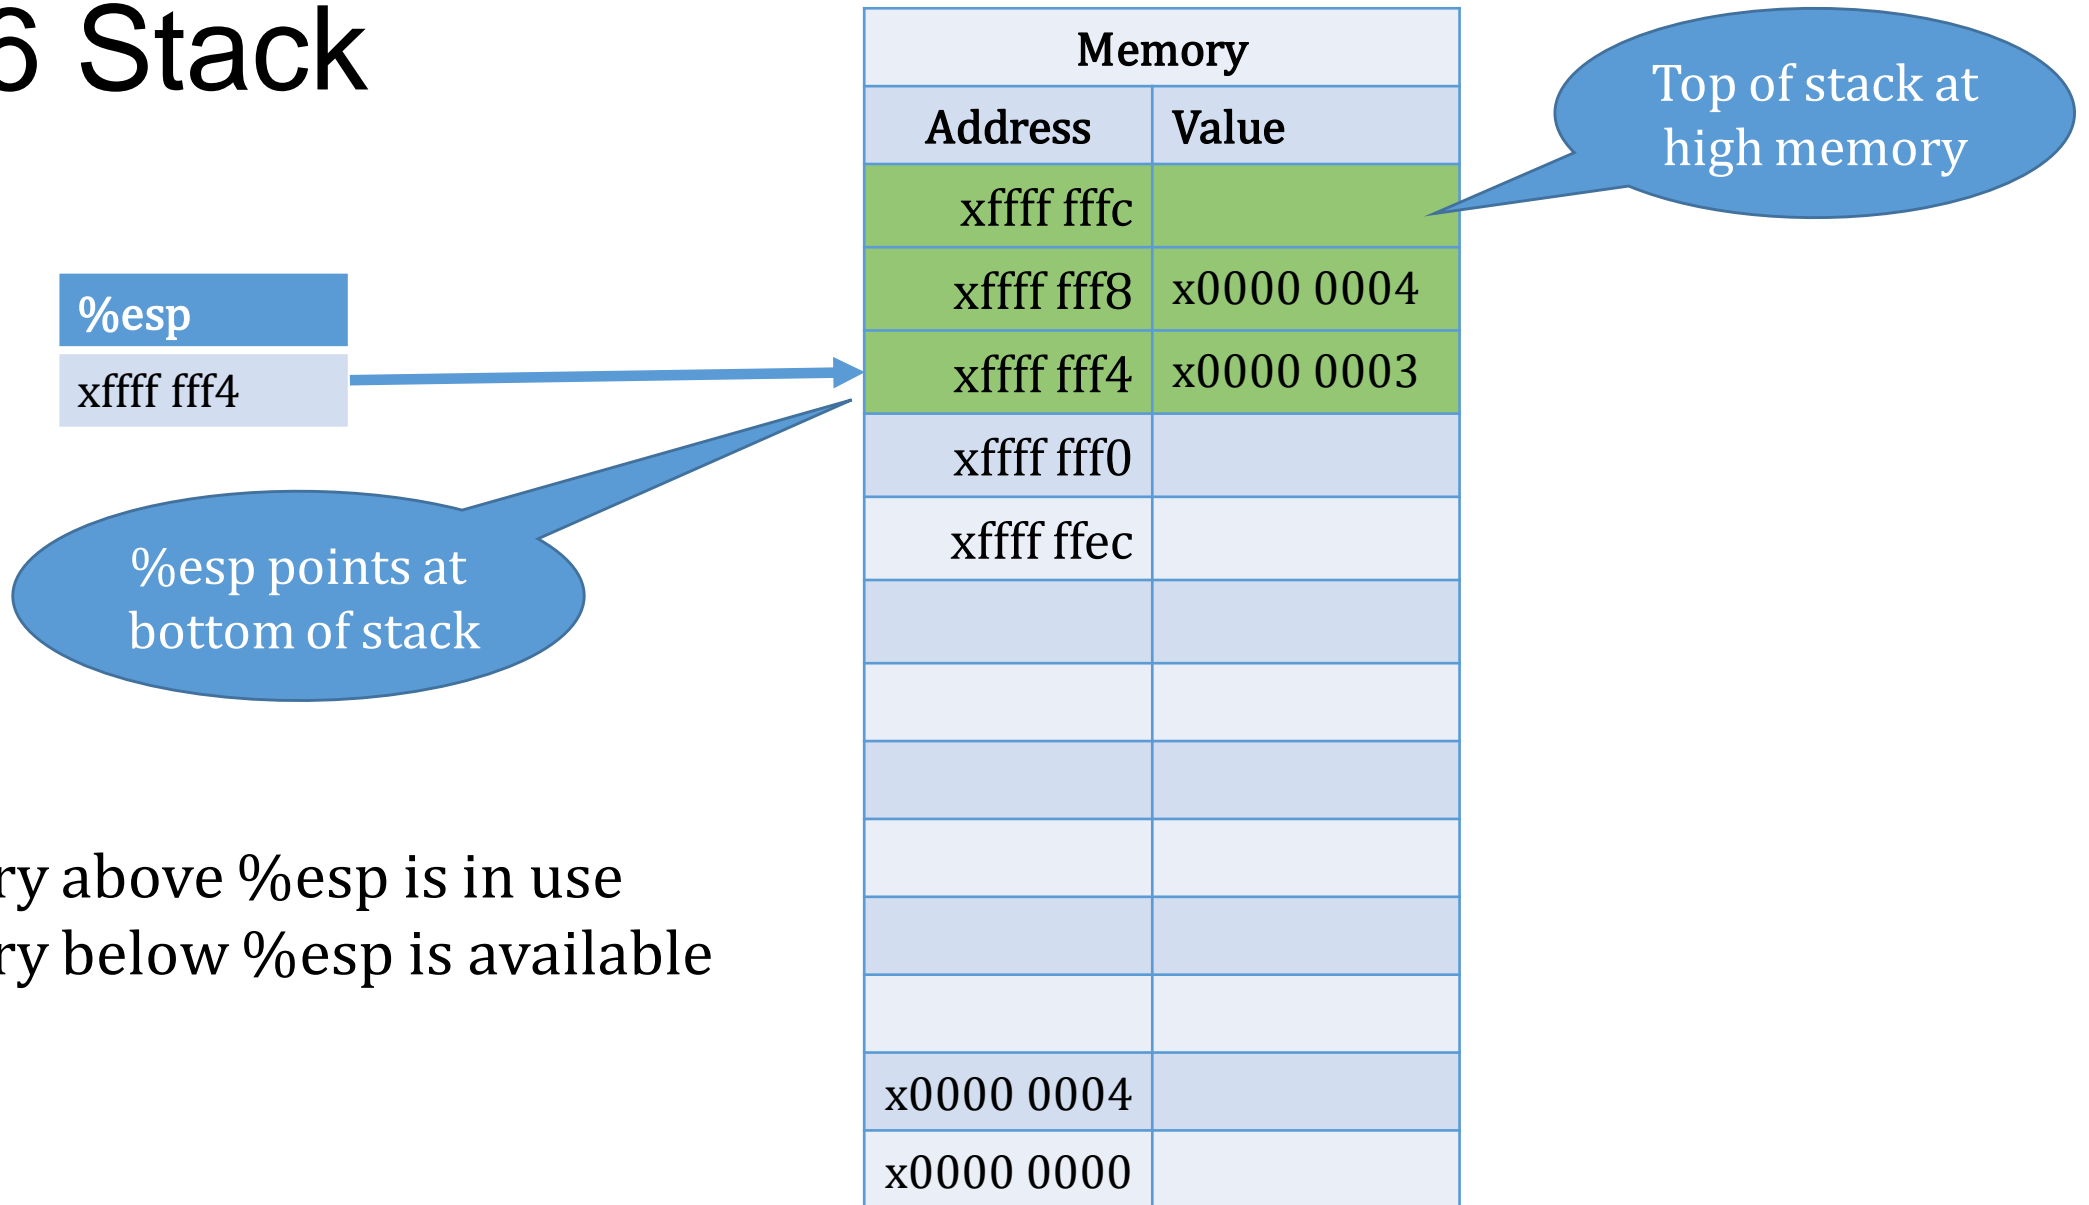 6 Stack
Memory
Address Value
xffff fffc
xffff fff8 x0000 0004
xffff fff4 x0000 0003
xffff fff0
xffff ffec
x0000 0004
x0000 0000
Top of stack at
high memory
%esp
xffff fff4
%esp points at
bottom of stack
ry above %esp is in use
ry below %esp is available